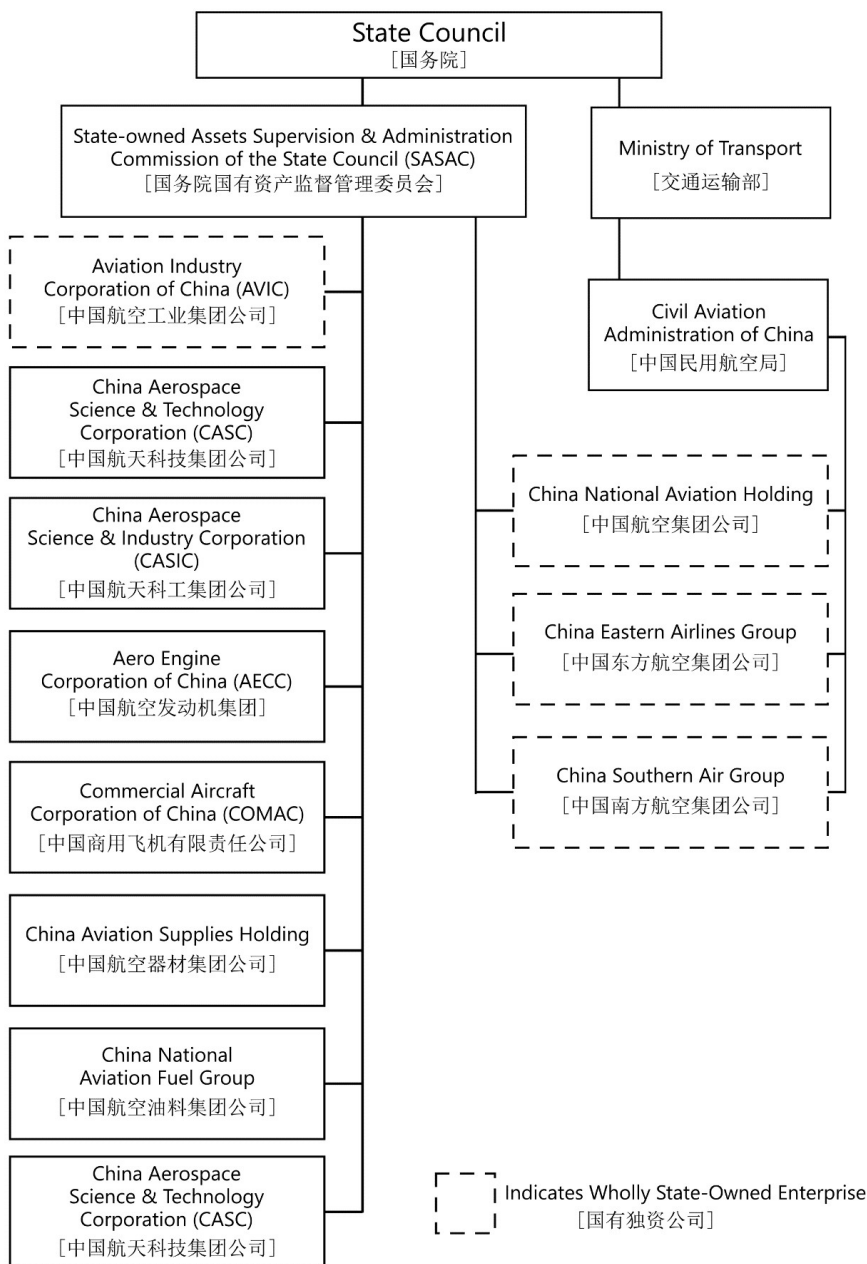 State Council
[国务院]
State-owned Assets Supervision & Administration
Commission of the State Council (SASAC)
[国务院国有资产监督管理委员会]
Ministry of Transport
[交通运输部]
Aviation Industry
Corporation of China (AVIC)
[中国航空工业集团公司]
China Aerospace
Science & Technology
Corporation (CASC)
[中国航天科技集团公司]
China Aerospace
Science & Industry Corporation
(CASIC)
[中国航天科工集团公司]
Aero Engine
Corporation of China (AECC)
[中国航空发动机集团]
Commercial Aircraft
Corporation of China (COMAC)
[中国商用飞机有限责任公司]
China Aviation Supplies Holding
[中国航空器材集团公司]
China National
Aviation Fuel Group
[中国航空油料集团公司]
China Aerospace
Science & Technology
Corporation (CASC)
[中国航天科技集团公司]
Civil Aviation
Administration of China
[中国民用航空局]
China National Aviation Holding
[中国航空集团公司]
China Eastern Airlines Group
[中国东方航空集团公司]
China Southern Air Group
[中国南方航空集团公司]
Indicates Wholly State-Owned Enterprise
[国有独资公司]